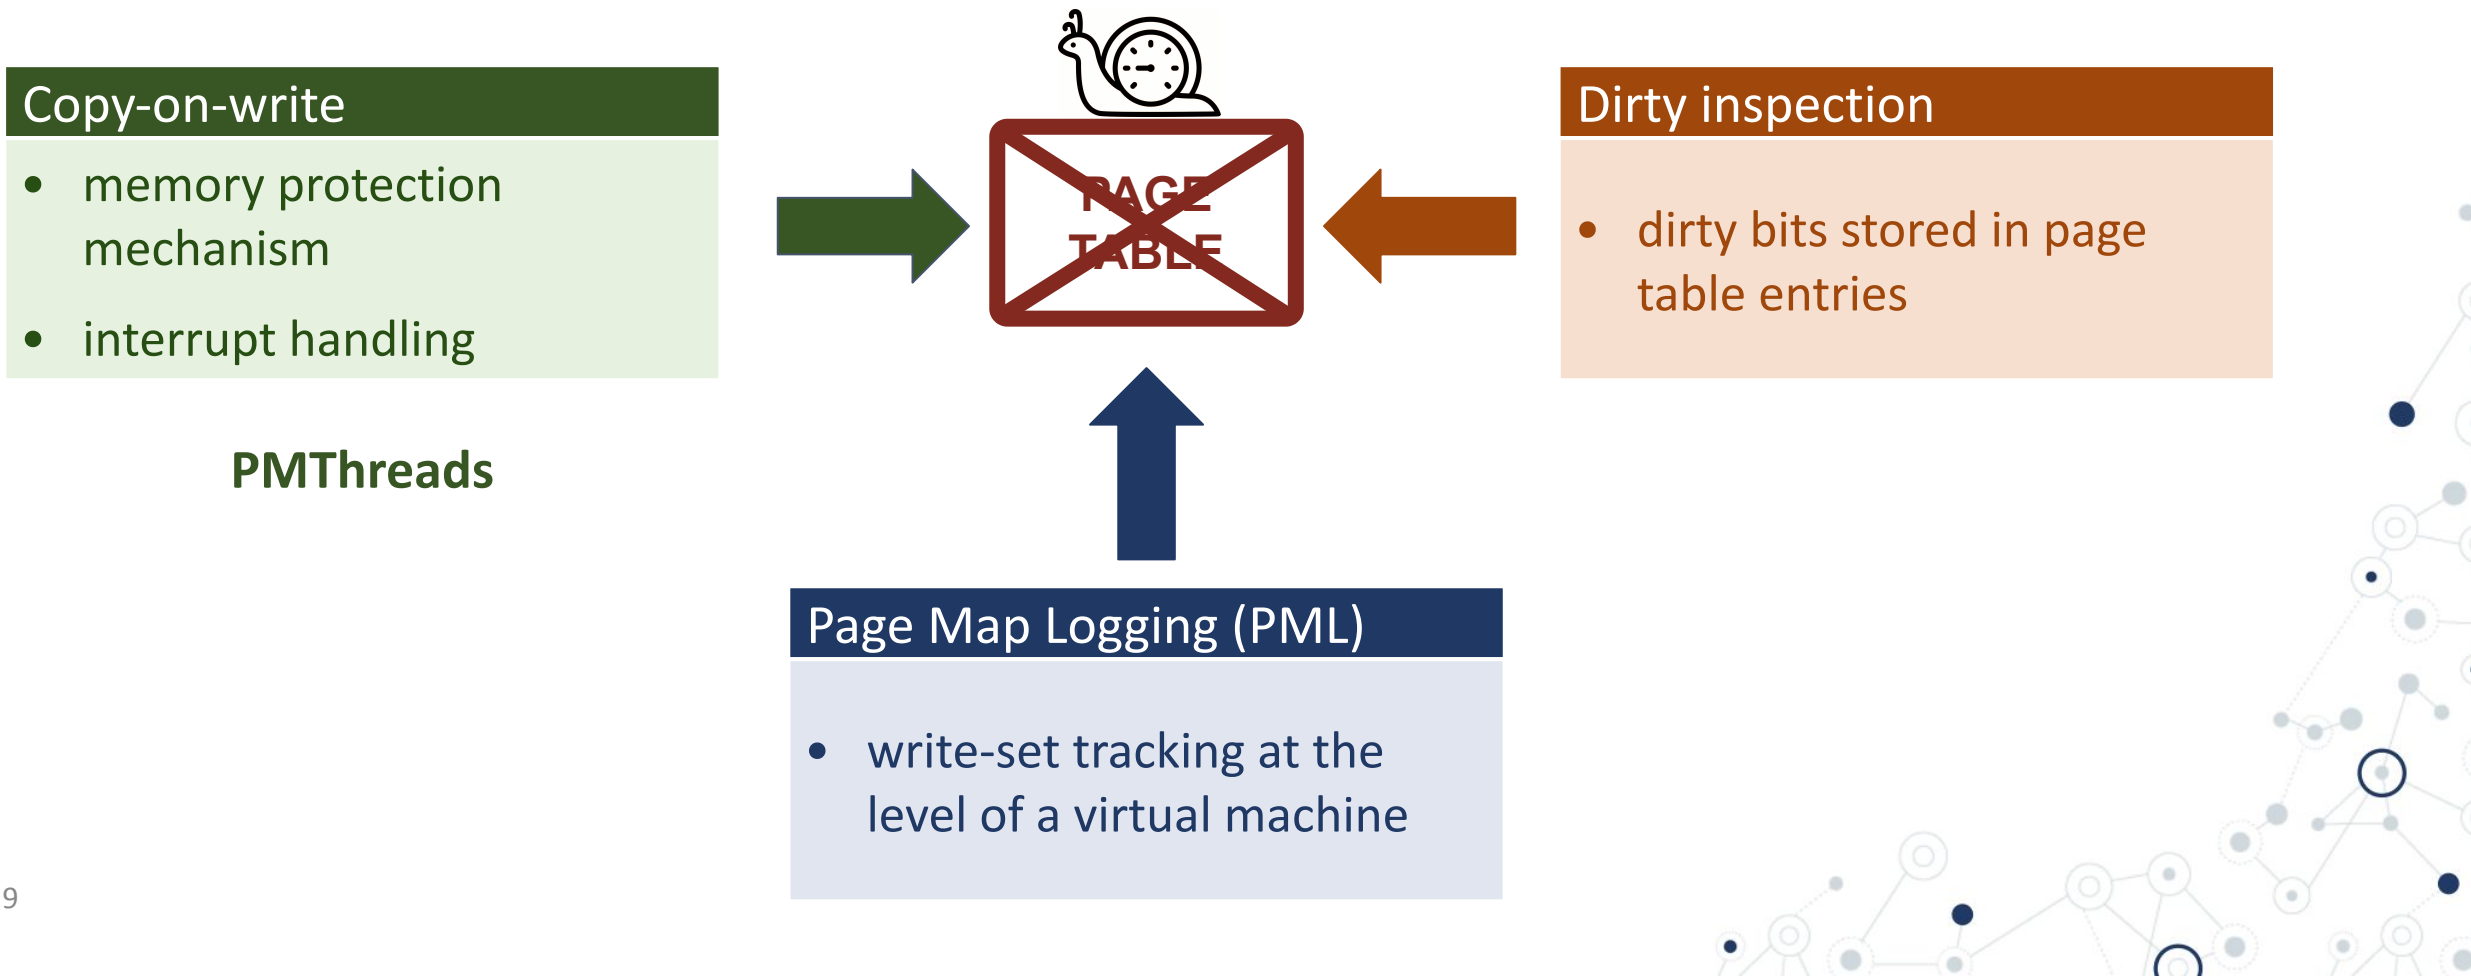 Copy-on-write
• memory protection
mechanism
• interrupt handling
PMThreads
PAGE
TABLE
Dirty inspection
• dirty bits stored in page
table entries
Page Map Logging (PML)
• write-set tracking at the
level of a virtual machine
9